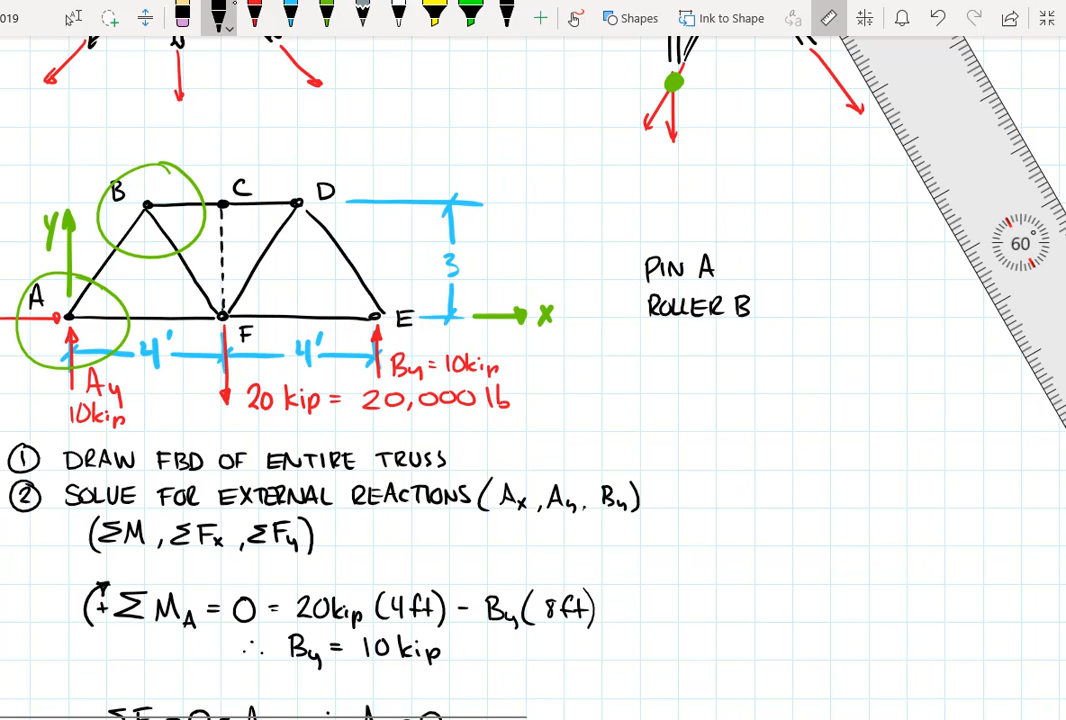 019
Shapes
Ink to Shape
B
C
D
Y
3
60°
PIN A
ROLLER B
A
F
E
X
4'
4'
Ay
10kip
By = 10kip
20 kip = 20,000 lb
① DRAW FBD OF ENTIRE TRUSS
② SOLVE FOR EXTERNAL REACTIONS (Ax, Ay, By)
(ΣM, ΣFx, ΣFy)
(+ ΣMA = 0 = 20kip (4ft) - By (8ft)
∴ By = 10 kip